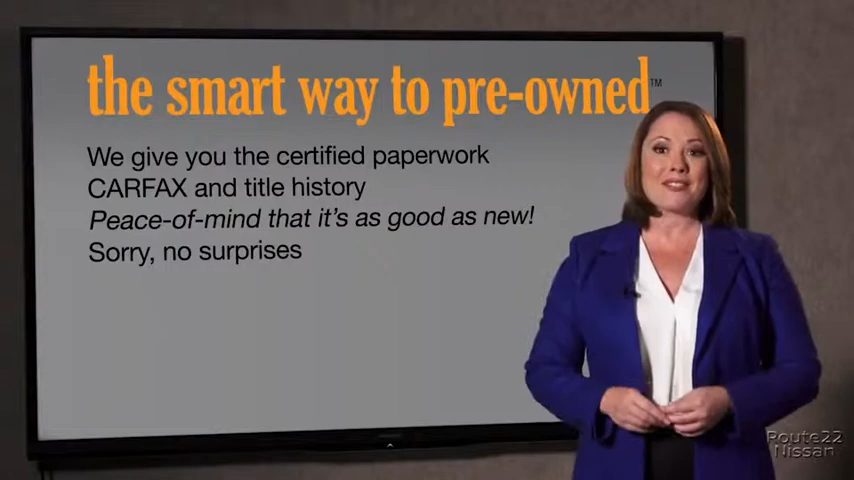 the smart way to pre-owned™
We give you the certified paperwork
CARFAX and title history
Peace-of-mind that it's as good as new!
Sorry, no surprises
Route22
Nissan